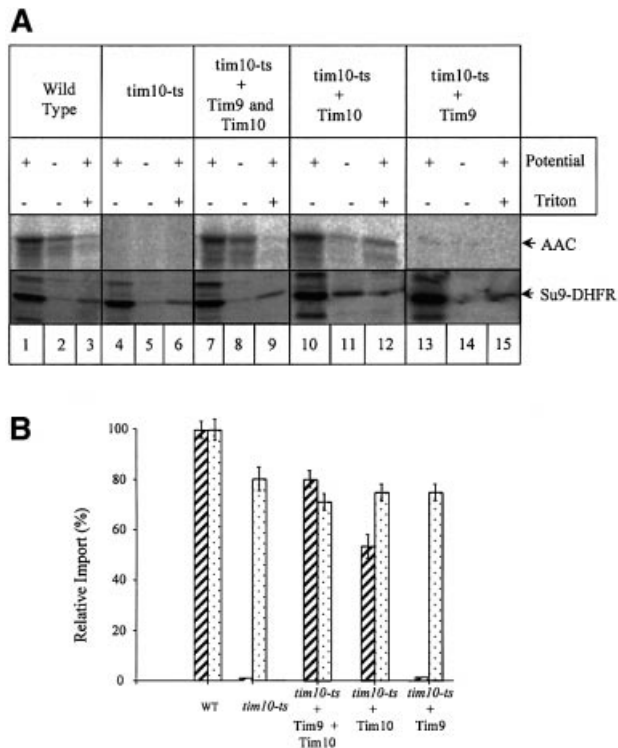 A
Wild Type
tim10-ts
tim10-ts + Tim9 and Tim10
tim10-ts + Tim10
tim10-ts + Tim9
+ - + + - + + - + + - + + - + Potential
- - + - - + - - + - - + - - + Triton
AAC
Su9-DHFR
1 2 3 4 5 6 7 8 9 10 11 12 13 14 15
B
Relative Import (%)
100
80
60
40
20
0
WT
tim10-ts
tim10-ts + Tim9 + Tim10
tim10-ts + Tim10
tim10-ts + Tim9